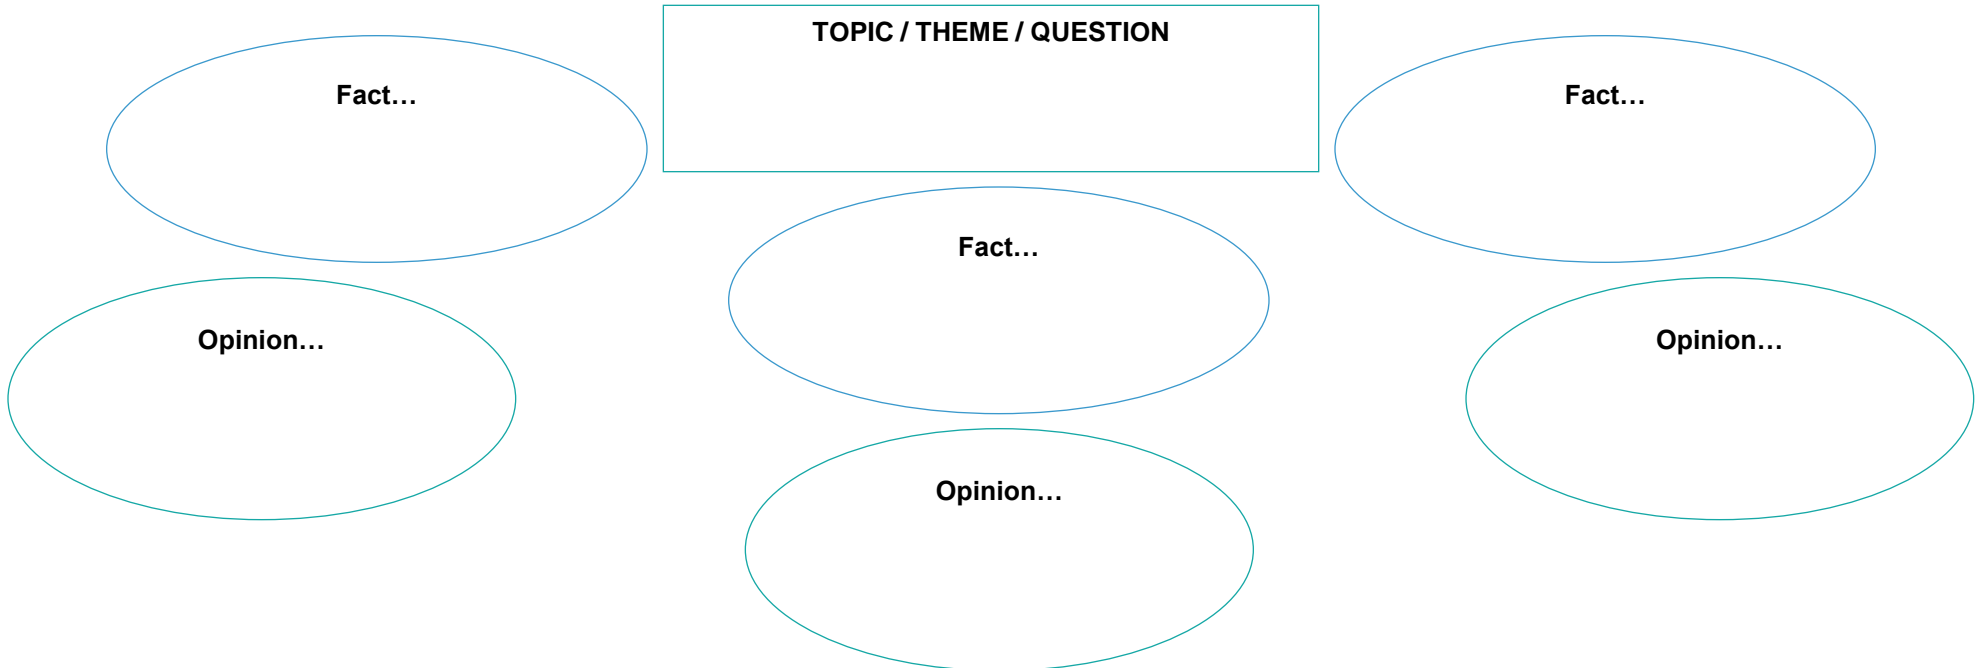 TOPIC / THEME / QUESTION
Fact…
Fact…
Fact…
Opinion…
Opinion…
Opinion…